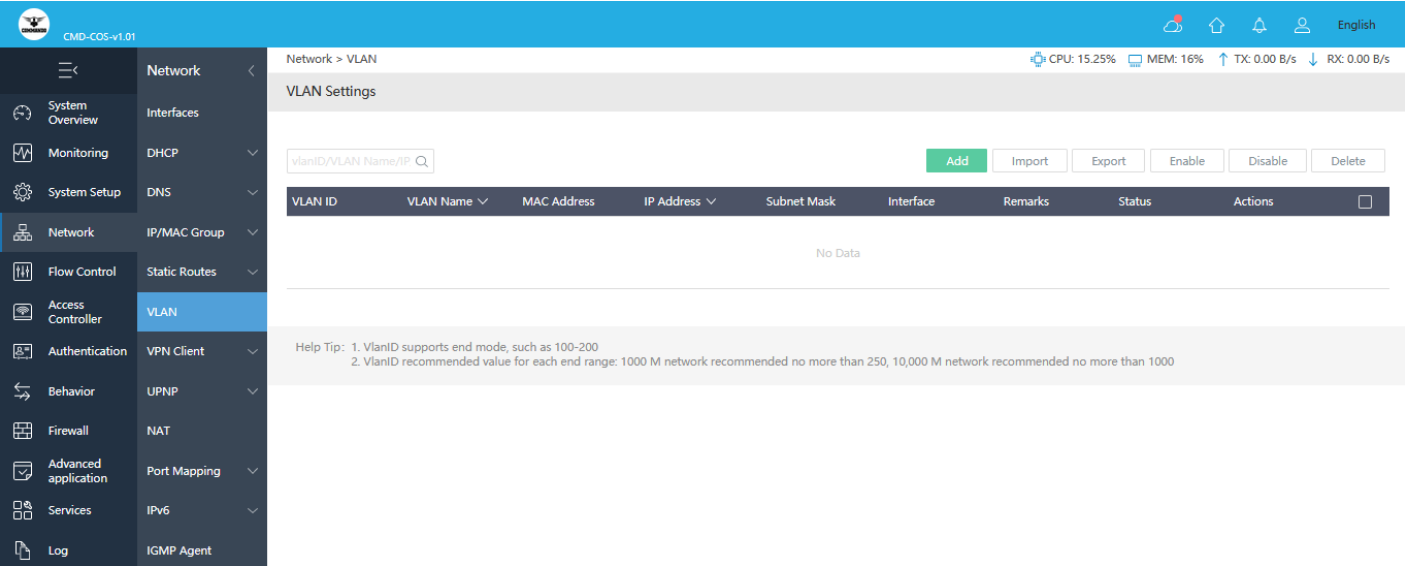 CMD-COS-v1.01
English
Network
Network > VLAN
CPU: 15.25% MEM: 16% TX: 0.00 B/s RX: 0.00 B/s
VLAN Settings
System Overview
Monitoring
System Setup
Network
Flow Control
Access Controller
Authentication
Behavior
Firewall
Advanced application
Services
Log
Interfaces
DHCP
DNS
IP/MAC Group
Static Routes
VLAN
VPN Client
UPNP
NAT
Port Mapping
IPv6
IGMP Agent
vlanID/VLAN Name/IP
Add Import Export Enable Disable Delete
VLAN ID VLAN Name MAC Address IP Address Subnet Mask Interface Remarks Status Actions
No Data
Help Tip: 1. VlanID supports end mode, such as 100-200
2. VlanID recommended value for each end range: 1000 M network recommended no more than 250, 10,000 M network recommended no more than 1000